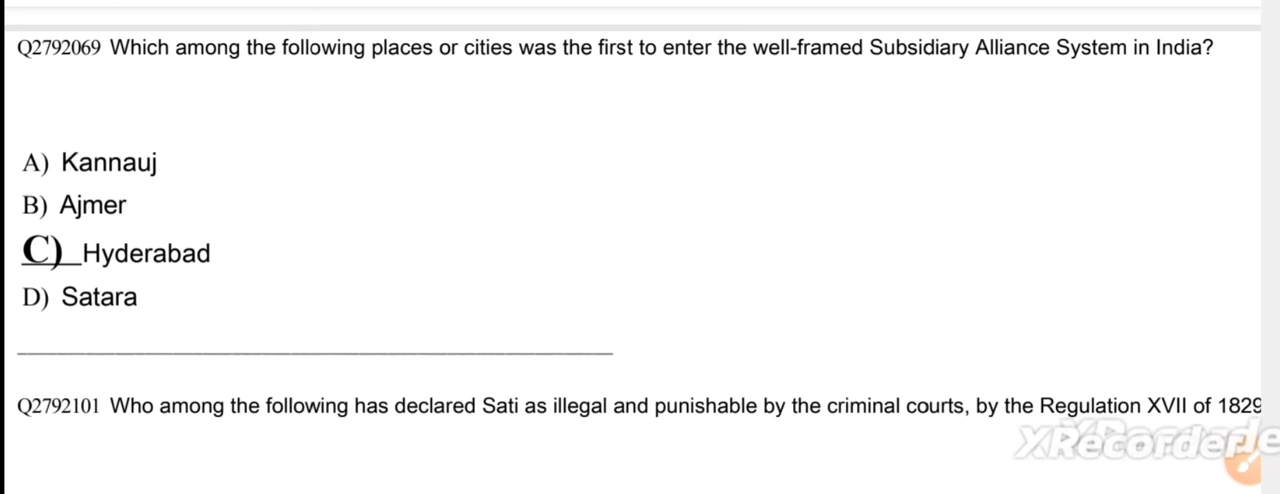 Q2792069 Which among the following places or cities was the first to enter the well-framed Subsidiary Alliance System in India?
A) Kannauj
B) Ajmer
C) Hyderabad
D) Satara
Q2792101 Who among the following has declared Sati as illegal and punishable by the criminal courts, by the Regulation XVII of 1829
XRecorder